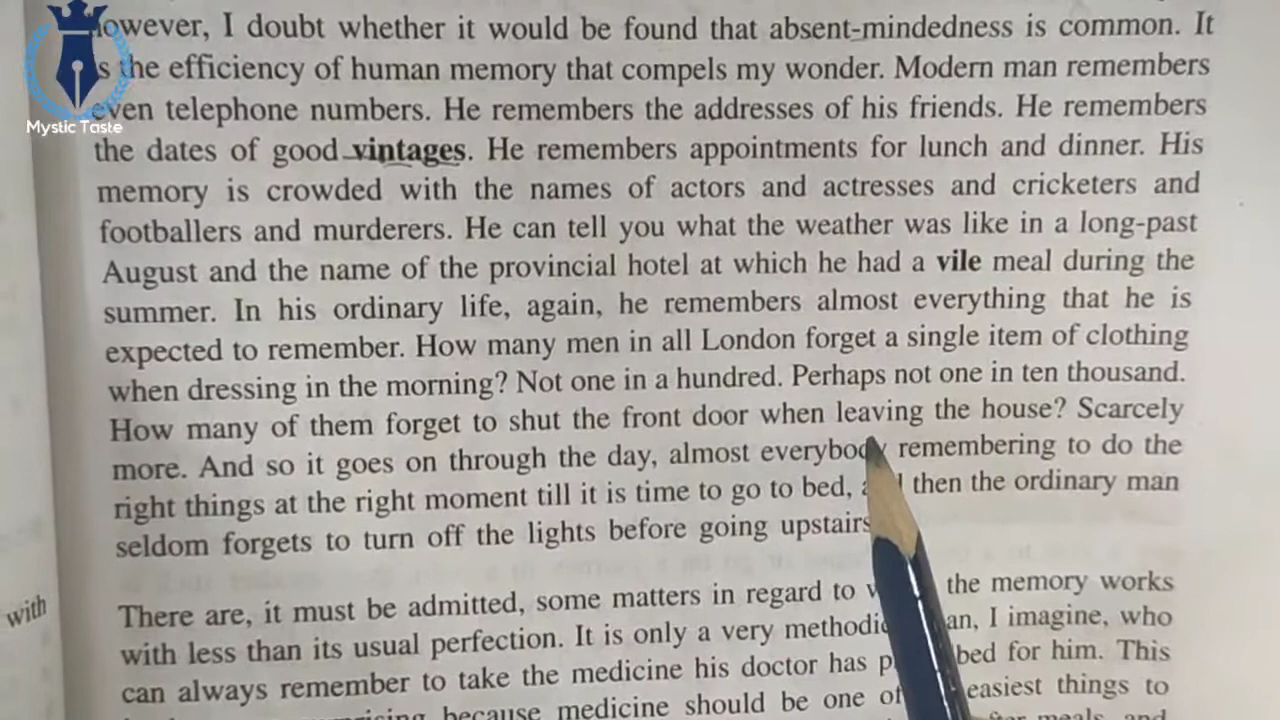 However, I doubt whether it would be found that absent-mindedness is common. It
is the efficiency of human memory that compels my wonder. Modern man remembers
even telephone numbers. He remembers the addresses of his friends. He remembers
the dates of good vintages. He remembers appointments for lunch and dinner. His
memory is crowded with the names of actors and actresses and cricketers and
footballers and murderers. He can tell you what the weather was like in a long-past
August and the name of the provincial hotel at which he had a vile meal during the
summer. In his ordinary life, again, he remembers almost everything that he is
expected to remember. How many men in all London forget a single item of clothing
when dressing in the morning? Not one in a hundred. Perhaps not one in ten thousand.
How many of them forget to shut the front door when leaving the house? Scarcely
more. And so it goes on through the day, almost everybody remembering to do the
right things at the right moment till it is time to go to bed, then the ordinary man
seldom forgets to turn off the lights before going upstairs
There are, it must be admitted, some matters in regard to the memory works
with less than its usual perfection. It is only a very I imagine, who
can always remember to take the medicine his doctor has for him. This
because medicine should be one of easiest things to
meals, and
with
Mystic Taste